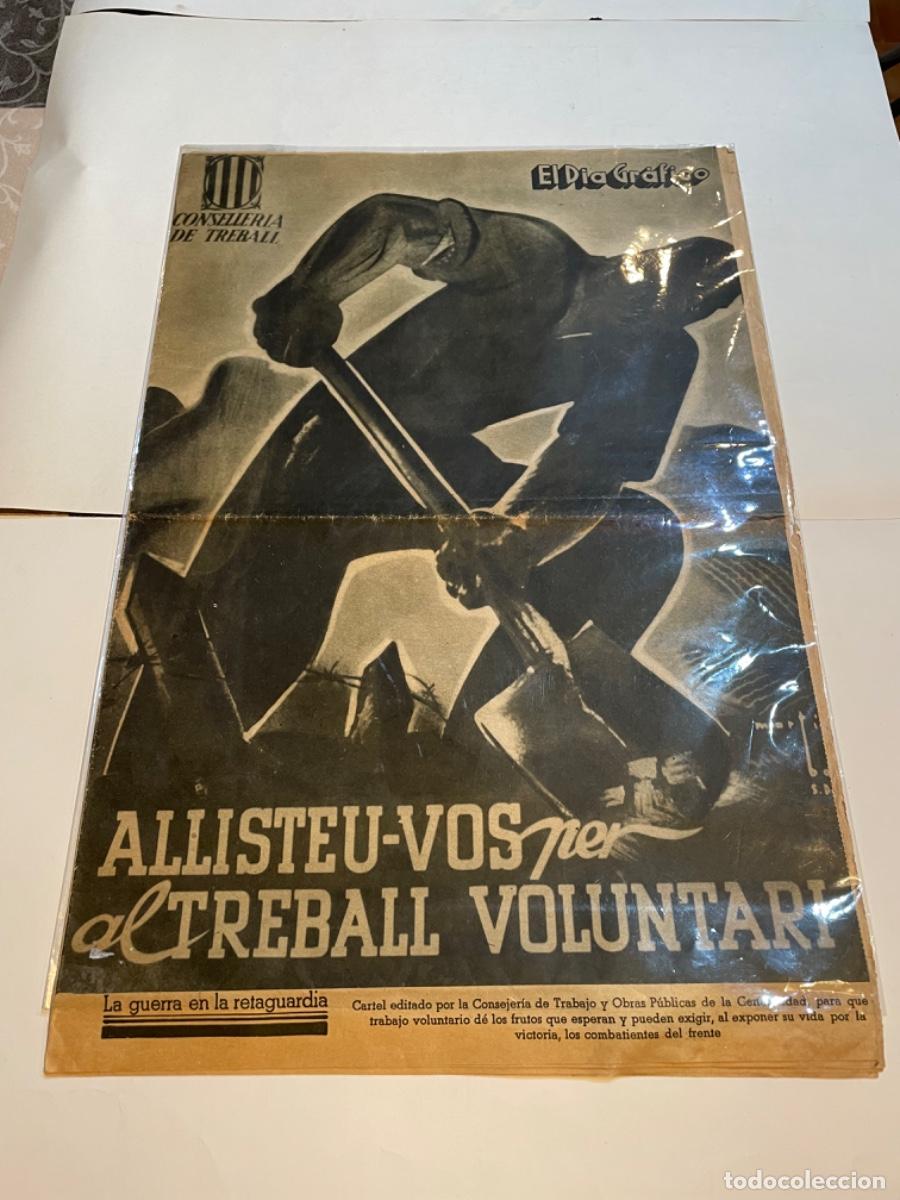 CONSELLERIA
DE TREBALL
El Dia Gráfico
S.D.
ALLISTEU-VOS per
al TREBALL VOLUNTARI
La guerra en la retaguardia
Cartel editado por la Consejería de Trabajo y Obras Públicas de la Generalidad, para que
trabajo voluntario dé los frutos que esperan y pueden exigir, al exponer su vida por la
victoria, los combatientes del frente
todocoleccion